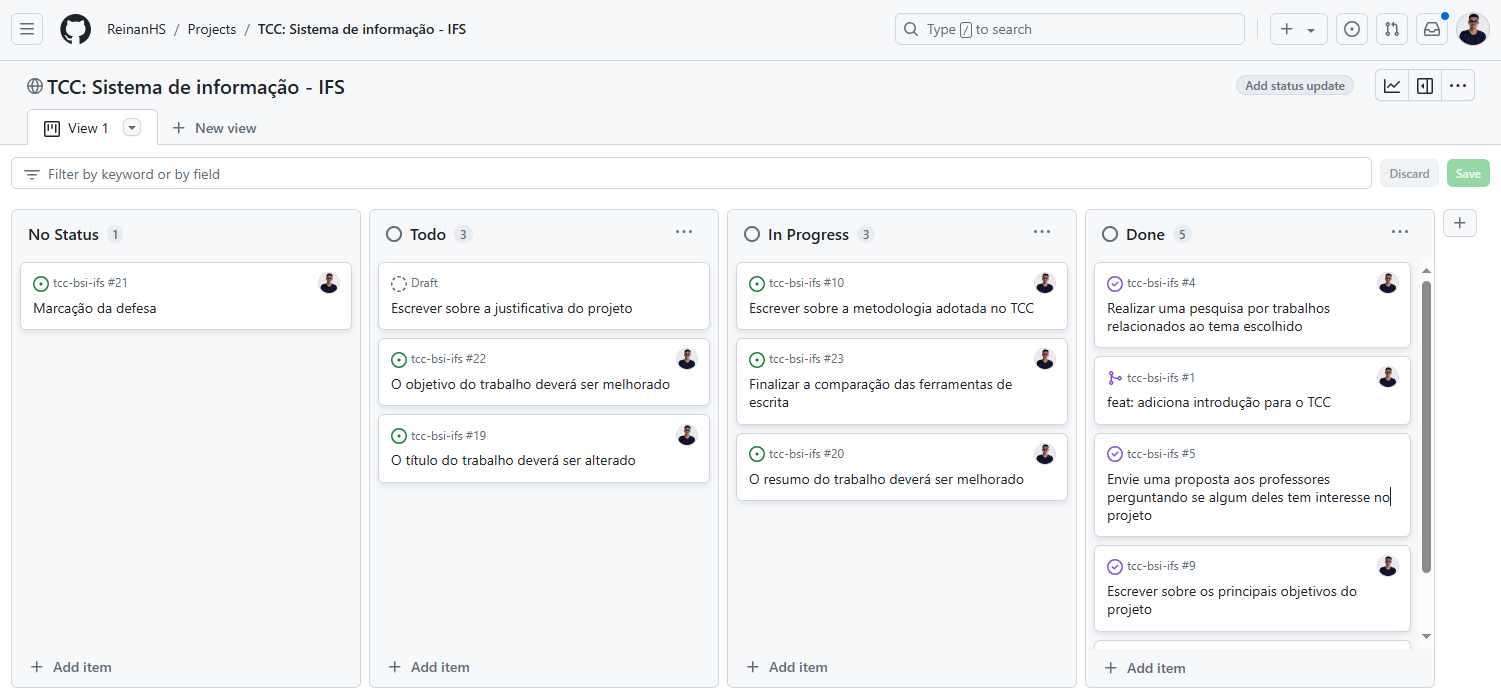 ReinanHS / Projects / TCC: Sistema de informação - IFS
Type / to search
TCC: Sistema de informação - IFS
Add status update
View 1
New view
Filter by keyword or by field
Discard
Save
No Status 1
tcc-bsi-ifs #21
Marcação da defesa
Add item
Todo 3
Draft
Escrever sobre a justificativa do projeto
tcc-bsi-ifs #22
O objetivo do trabalho deverá ser melhorado
tcc-bsi-ifs #19
O título do trabalho deverá ser alterado
Add item
In Progress 3
tcc-bsi-ifs #10
Escrever sobre a metodologia adotada no TCC
tcc-bsi-ifs #23
Finalizar a comparação das ferramentas de
escrita
tcc-bsi-ifs #20
O resumo do trabalho deverá ser melhorado
Add item
Done 5
tcc-bsi-ifs #4
Realizar uma pesquisa por trabalhos
relacionados ao tema escolhido
tcc-bsi-ifs #1
feat: adiciona introdução para o TCC
tcc-bsi-ifs #5
Envie uma proposta aos professores
perguntando se algum deles tem interesse no
projeto
tcc-bsi-ifs #9
Escrever sobre os principais objetivos do
projeto
Add item